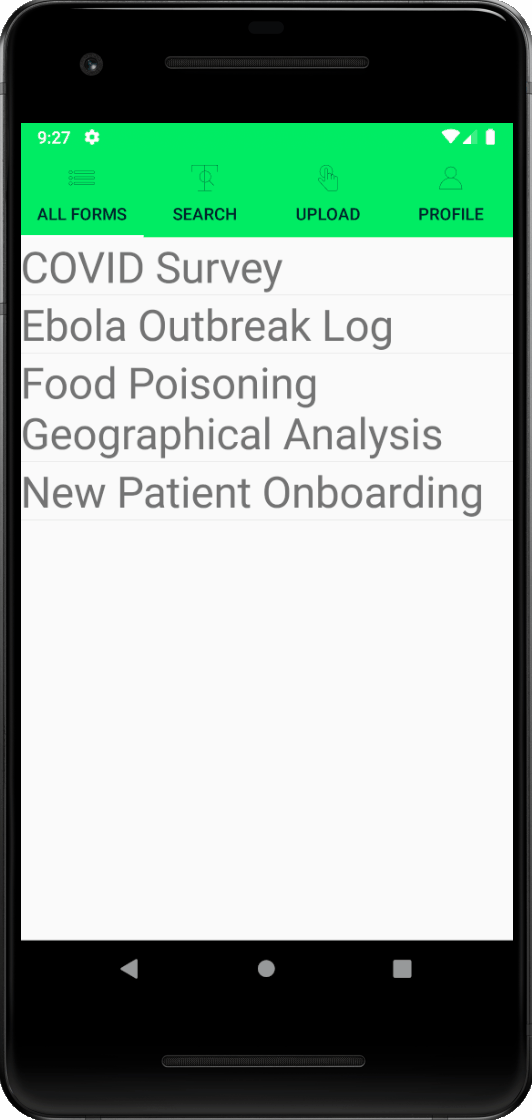 9:27
ALL FORMS SEARCH UPLOAD PROFILE
COVID Survey
Ebola Outbreak Log
Food Poisoning
Geographical Analysis
New Patient Onboarding